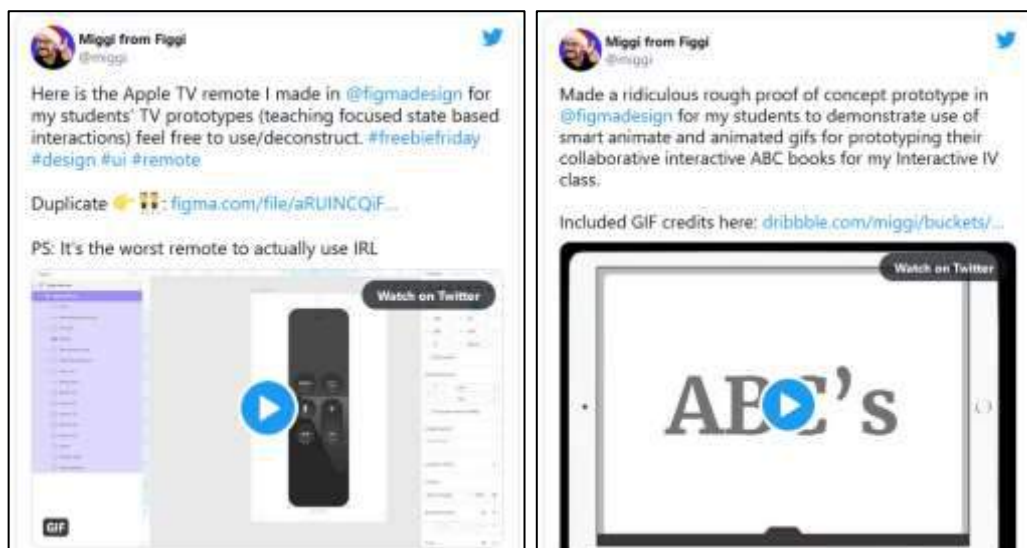 Miggi from Figgi
@miggi
Here is the Apple TV remote I made in @figmadesign for
my students' TV prototypes (teaching focused state based
interactions) feel free to use/deconstruct. #freebiefriday
#design #ui #remote
Duplicate 👉 👯: figma.com/file/aRUINCQiF...
PS: It's the worst remote to actually use IRL
Watch on Twitter
GIF
Miggi from Figgi
@miggi
Made a ridiculous rough proof of concept prototype in
@figmadesign for my students to demonstrate use of
smart animate and animated gifs for prototyping their
collaborative interactive ABC books for my Interactive IV
class.
Included GIF credits here: dribbble.com/miggi/buckets/...
Watch on Twitter
ABC's